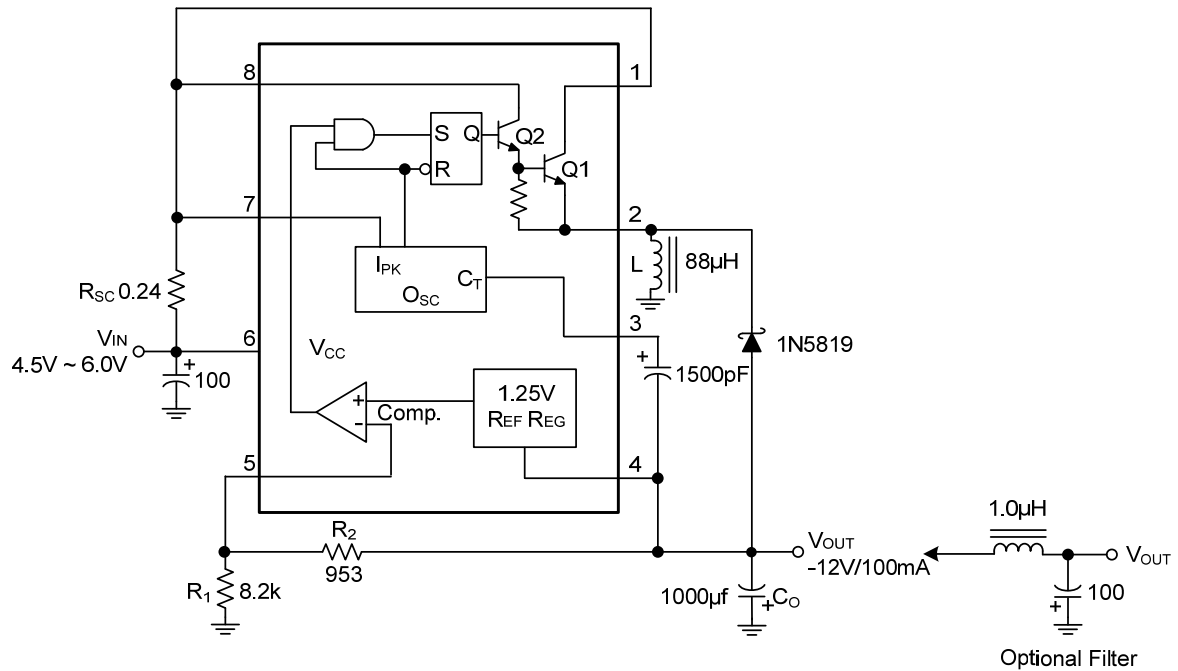 8
1
S Q
Q2
R
Q1
7
2
IPK
CT
OSC
L
88µH
RSC 0.24
3
VIN
4.5V ~ 6.0V
6
VCC
+
1500pF
1N5819
+
100
+
-
Comp.
1.25V
REF REG
5
4
R2
953
1.0µH
VOUT
-12V/100mA
VOUT
R1 8.2k
1000µf
+
CO
100
+
Optional Filter